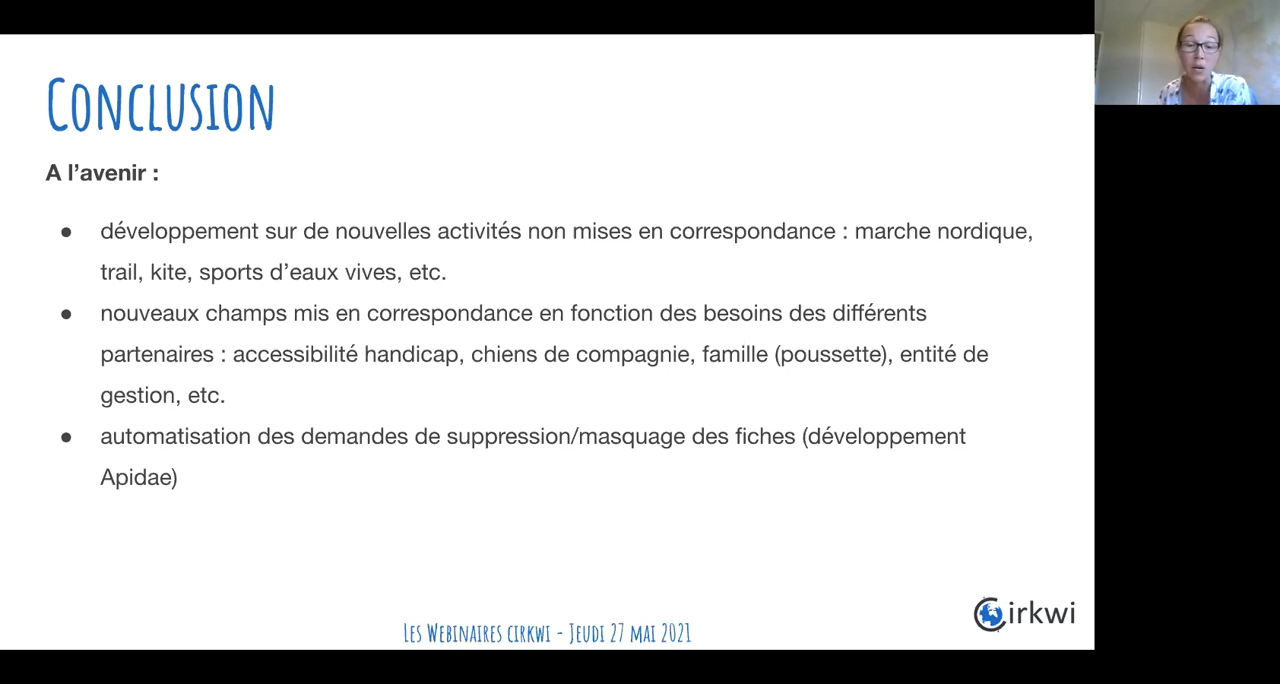 CONCLUSION
A l’avenir :
● développement sur de nouvelles activités non mises en correspondance : marche nordique,
trail, kite, sports d’eaux vives, etc.
● nouveaux champs mis en correspondance en fonction des besoins des différents
partenaires : accessibilité handicap, chiens de compagnie, famille (poussette), entité de
gestion, etc.
● automatisation des demandes de suppression/masquage des fiches (développement
Apidae)
Cirkwi
LES WEBINAIRES CIRKWI - JEUDI 27 MAI 2021